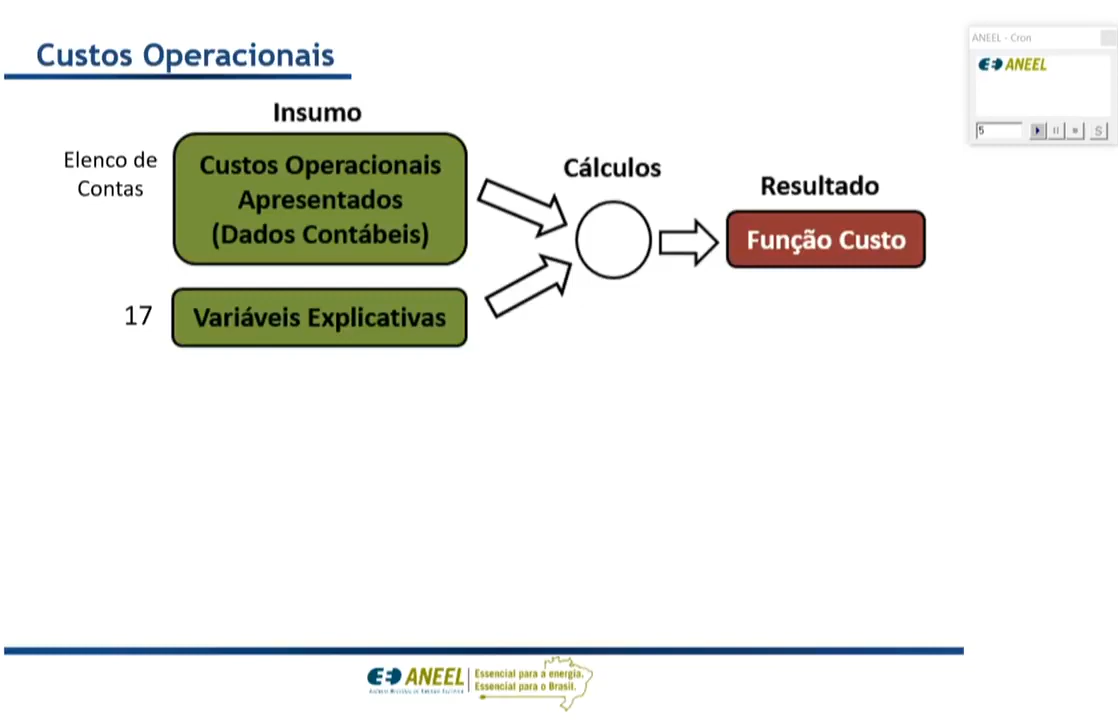 Custos Operacionais
Insumo
Elenco de
Contas
Custos Operacionais
Apresentados
(Dados Contábeis)
17
Variáveis Explicativas
Cálculos
Resultado
Função Custo
ANEEL - Cron
ANEEL
5
S
ANEEL
Essencial para a energia.
Essencial para o Brasil.